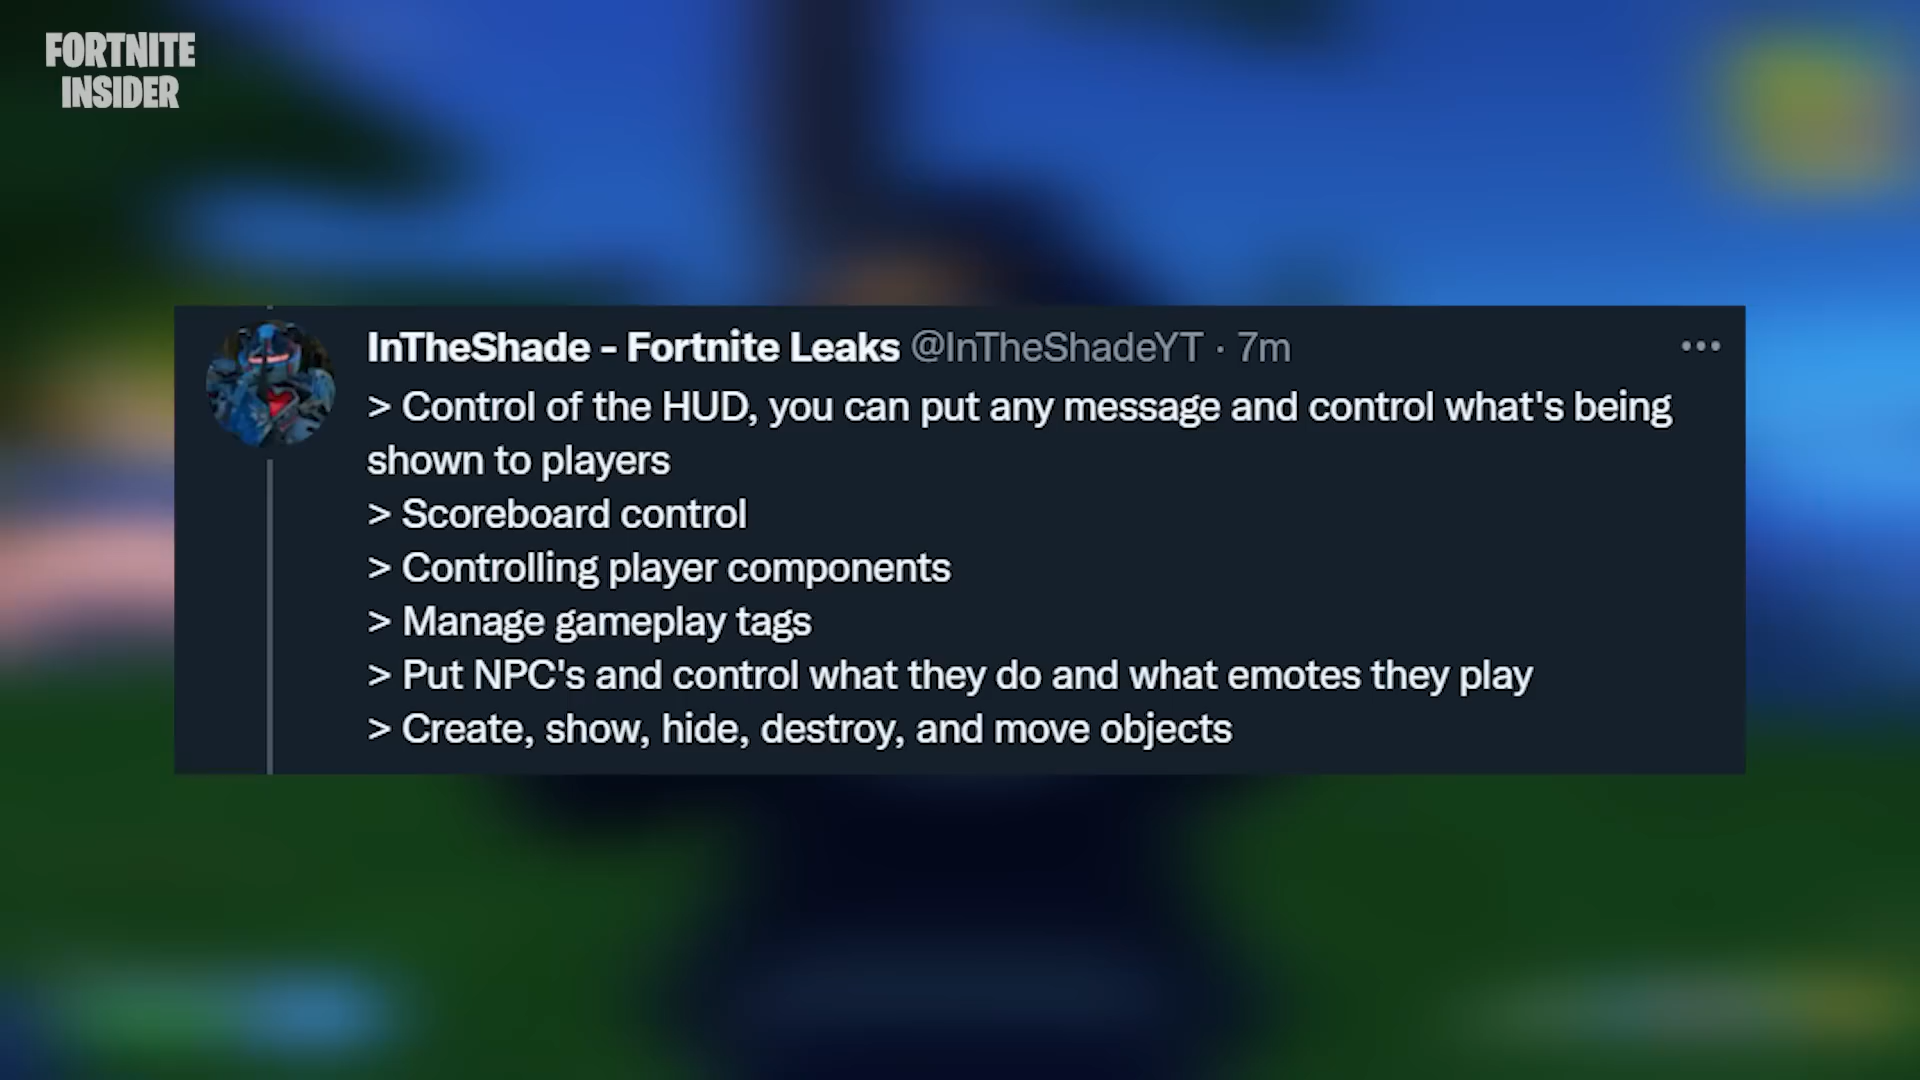 FORTNITE
INSIDER
InTheShade - Fortnite Leaks @InTheShadeYT · 7m
> Control of the HUD, you can put any message and control what's being
shown to players
> Scoreboard control
> Controlling player components
> Manage gameplay tags
> Put NPC's and control what they do and what emotes they play
> Create, show, hide, destroy, and move objects